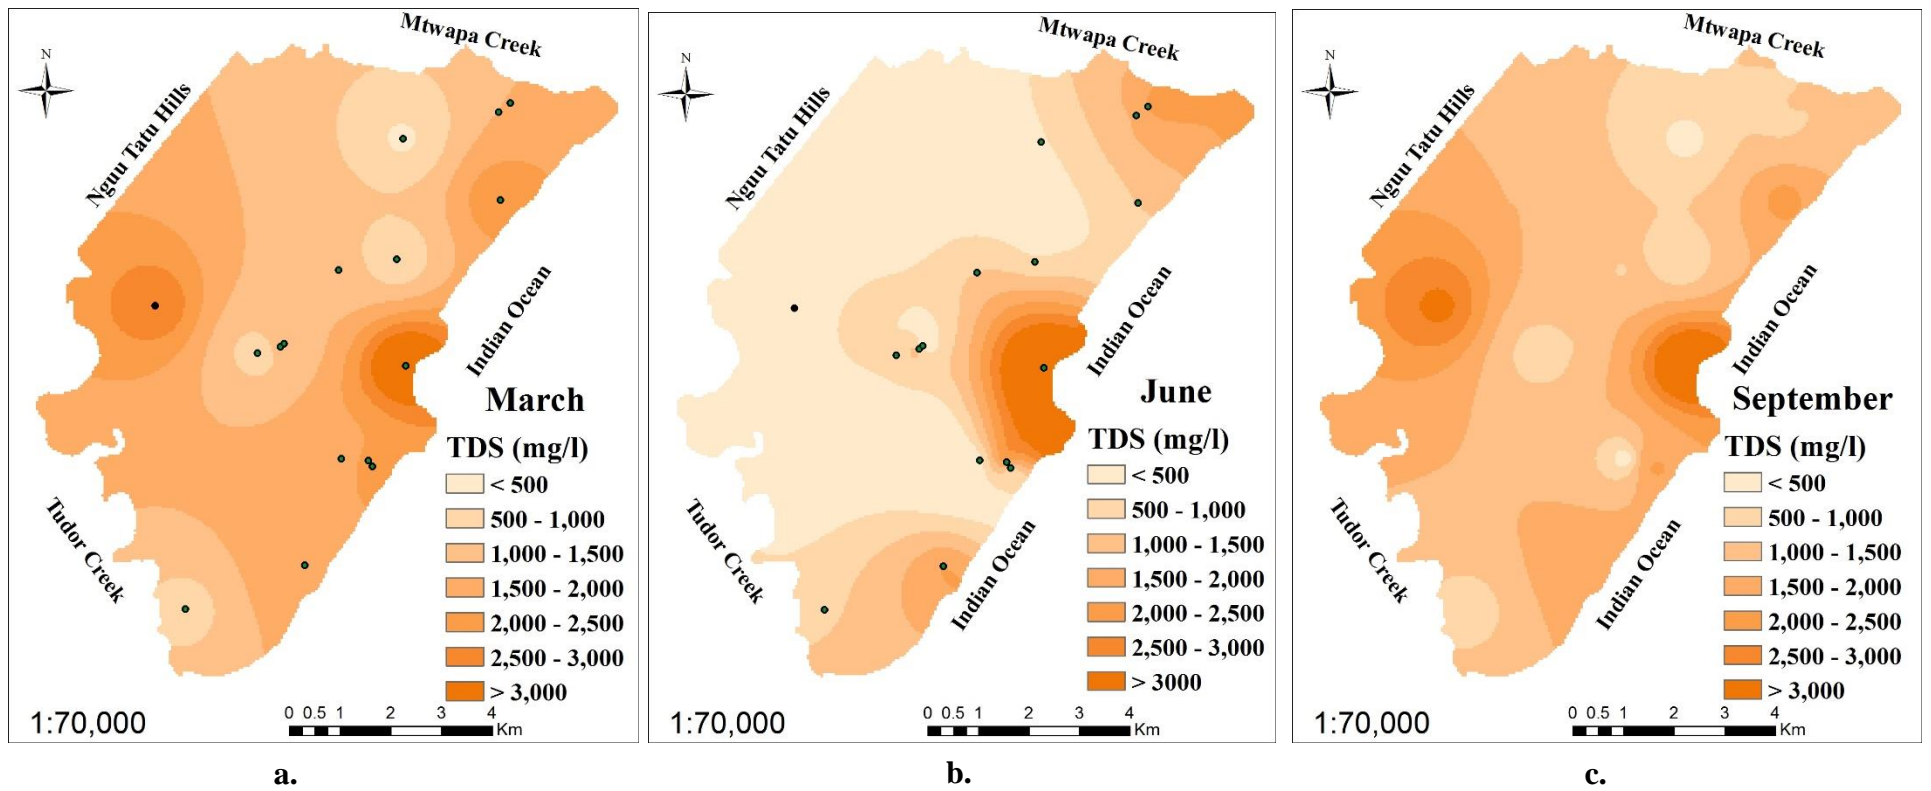 N
Mtwapa Creek
Nguu Tatu Hills
Indian Ocean
March
TDS (mg/l)
< 500
500 - 1,000
1,000 - 1,500
1,500 - 2,000
2,000 - 2,500
2,500 - 3,000
> 3,000
Tudor Creek
1:70,000
0 0.5 1 2 3 4
Km
a.
N
Mtwapa Creek
Nguu Tatu Hills
Indian Ocean
June
TDS (mg/l)
< 500
500 - 1,000
1,000 - 1,500
1,500 - 2,000
2,000 - 2,500
2,500 - 3,000
> 3000
Tudor Creek
Indian Ocean
1:70,000
0 0.5 1 2 3 4
Km
b.
N
Mtwapa Creek
Nguu Tatu Hills
Indian Ocean
September
TDS (mg/l)
< 500
500 - 1,000
1,000 - 1,500
1,500 - 2,000
2,000 - 2,500
2,500 - 3,000
> 3,000
Tudor Creek
Indian Ocean
1:70,000
0 0.5 1 2 3 4
Km
c.